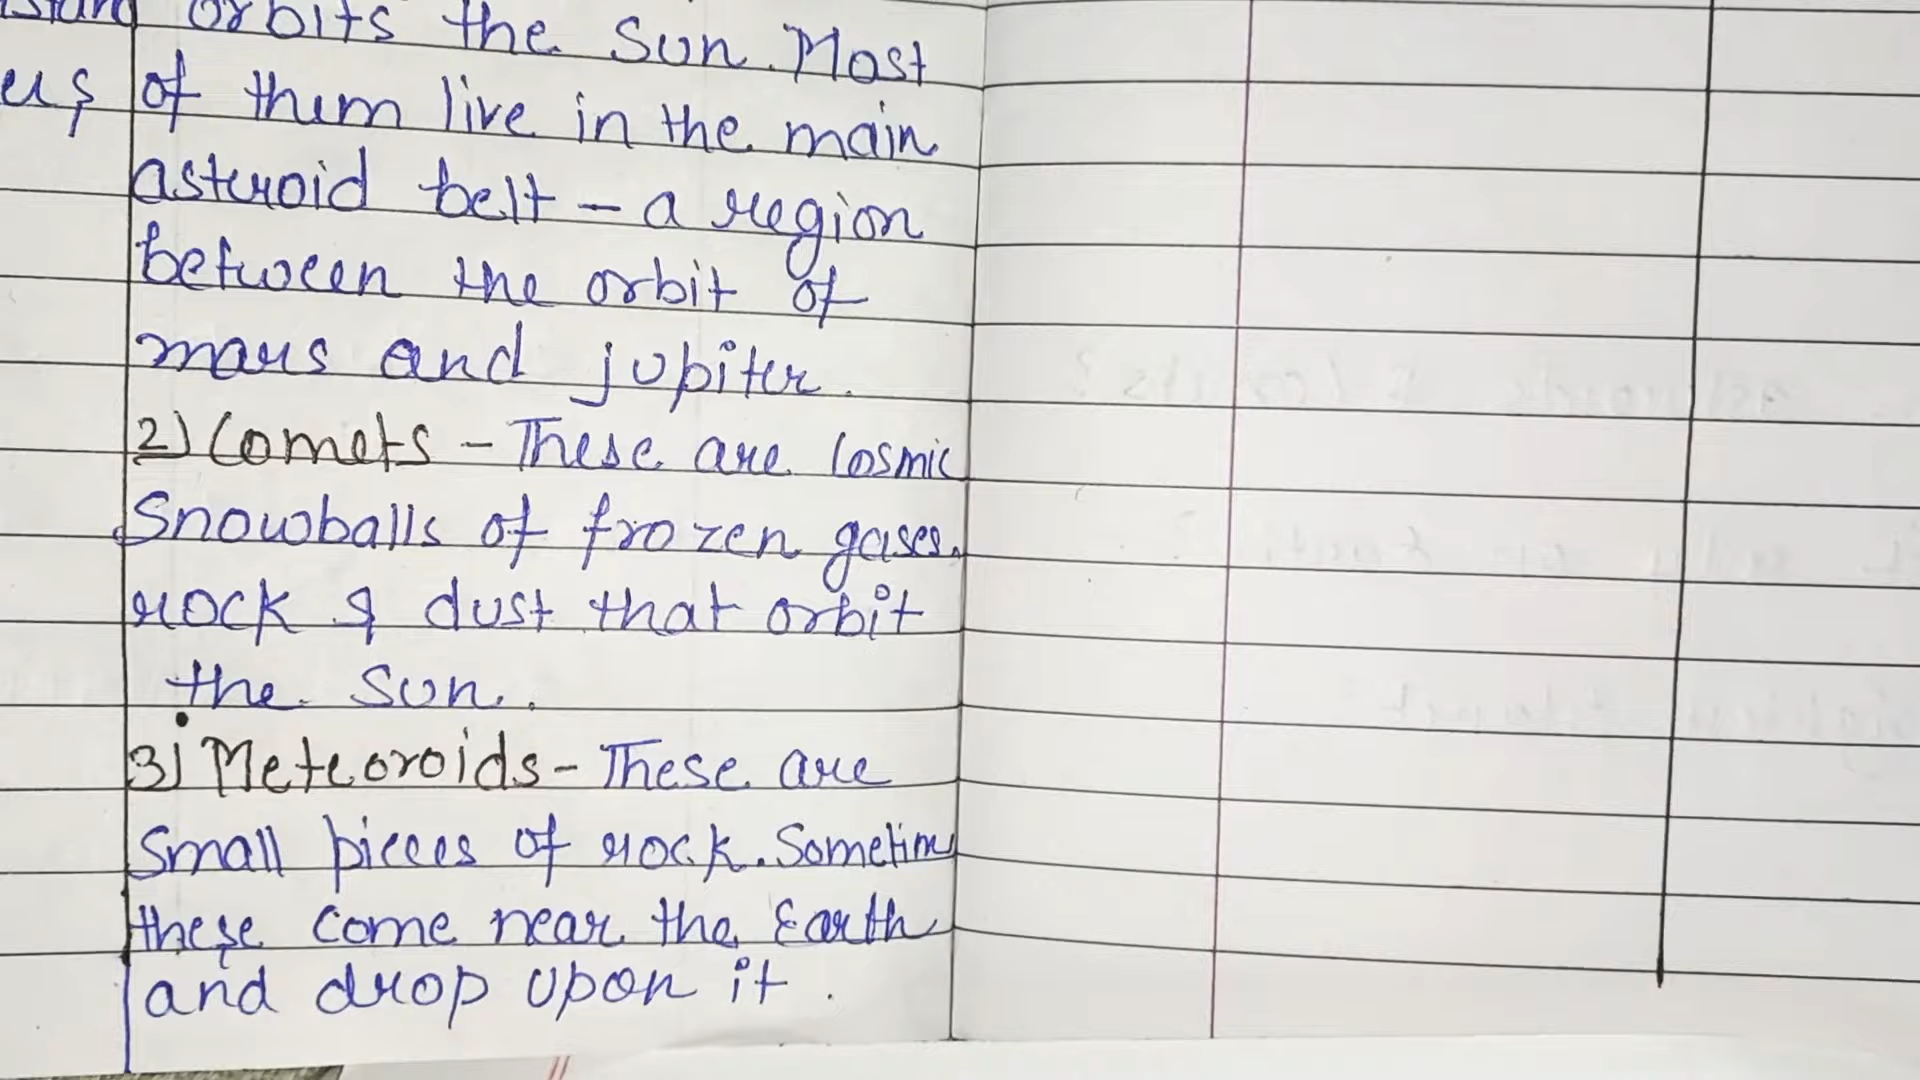 orbits the Sun. Most
of them live in the main
asteroid belt - a region
between the orbit of
mars and jupiter.
2) Comets - These are Cosmic
Snowballs of frozen gases,
rock & dust that orbit
the Sun.
3) Meteoroids - These are
Small pieces of rock. Sometimes
these come near the Earth
and drop upon it.